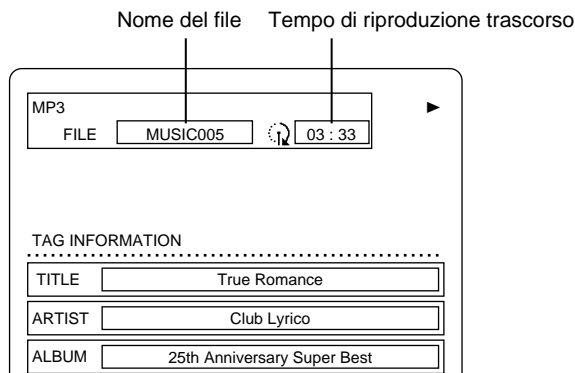 Nome del file Tempo di riproduzione trascorso
MP3
FILE MUSIC005 03 : 33
TAG INFORMATION
TITLE True Romance
ARTIST Club Lyrico
ALBUM 25th Anniversary Super Best